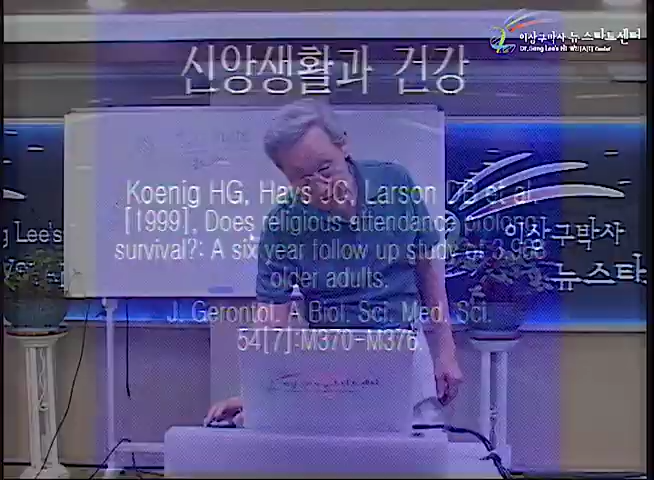 이상구박사 뉴스타트센터
신앙생활과 건강
Koenig HG, Hays JC, Larson DB et al.
[1999], Does religious attendance prolong
survival?: A six year follow up study of 3,968
older adults.
J. Gerontol. A Biol. Sci. Med. Sci.
54[7]:M370-M376.
g Lee's
이상구박사
뉴스타